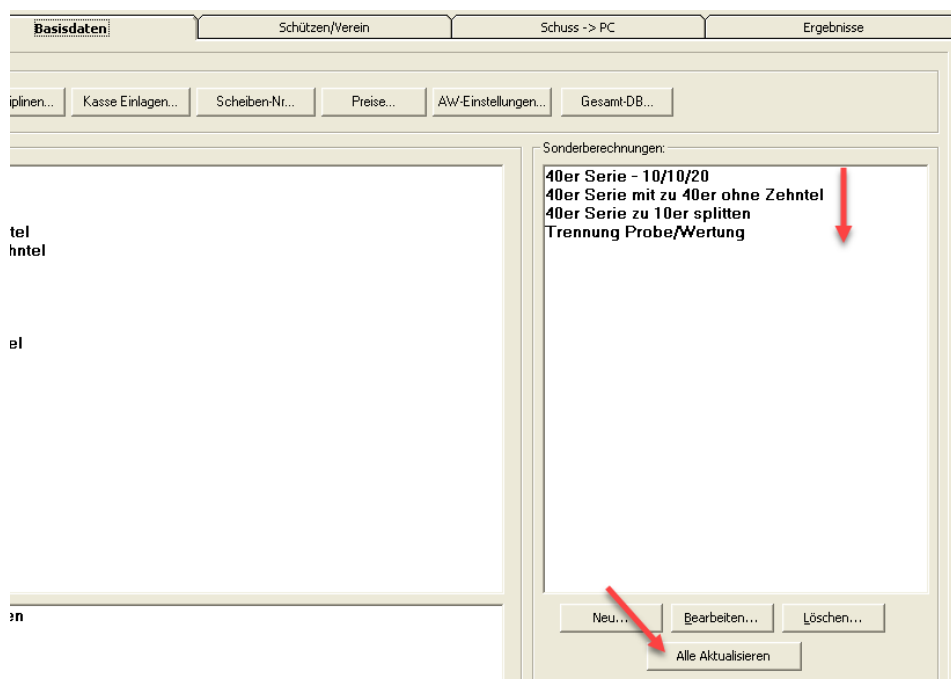 Basisdaten
Schützen/Verein
Schuss -> PC
Ergebnisse
iplinen...
Kasse Einlagen...
Scheiben-Nr...
Preise...
AW-Einstellungen...
Gesamt-DB...
tel
hntel
el
en
Sonderberechnungen:
40er Serie - 10/10/20
40er Serie mit zu 40er ohne Zehntel
40er Serie zu 10er splitten
Trennung Probe/Wertung
Neu...
Bearbeiten...
Löschen...
Alle Aktualisieren